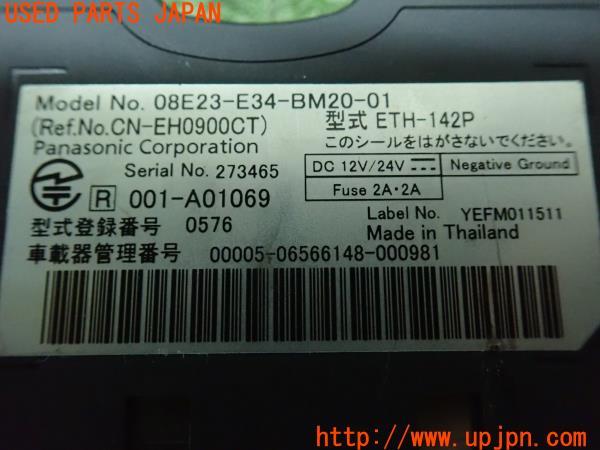 USED PARTS JAPAN
Model No. 08E23-E34-BM20-01
(Ref.No.CN-EH0900CT) 型式 ETH-142P
Panasonic Corporation このシールをはがさないでください。
Serial No. 273465 DC 12V/24V Negative Ground
Fuse 2A・2A
R 001-A01069
Label No. YEFM011511
型式登録番号 0576 Made in Thailand
車載器管理番号 00005-06566148-000981
UPJ
www.upjpn.com